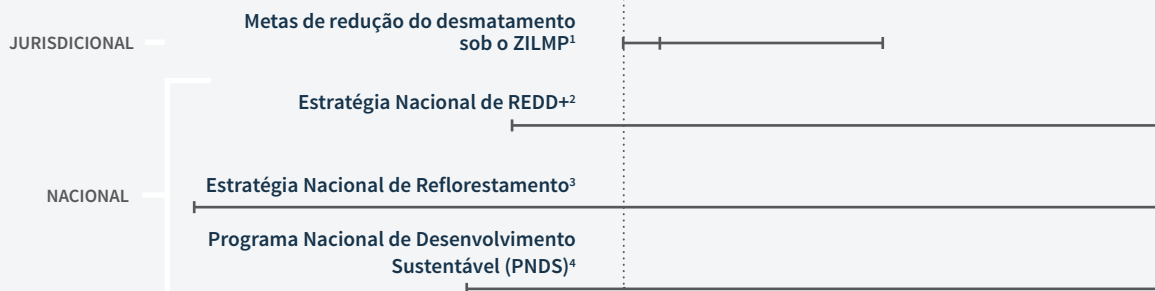 Metas de redução do desmatamento
JURISDICIONAL sob o ZILMP¹
Estratégia Nacional de REDD+²
NACIONAL Estratégia Nacional de Reflorestamento³
Programa Nacional de Desenvolvimento
Sustentável (PNDS)⁴